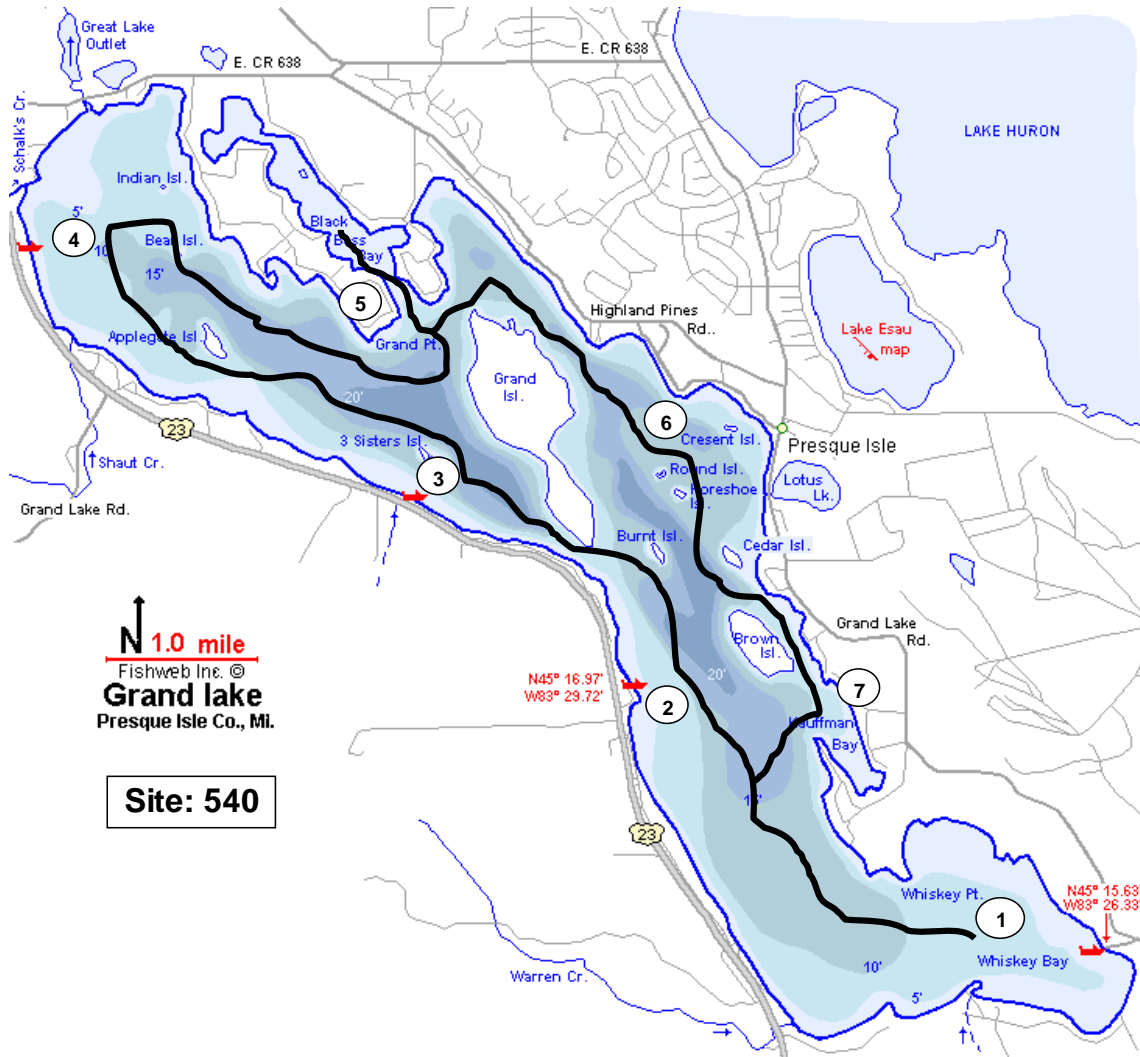 Great Lake
Outlet
E. CR 638
E. CR 638
LAKE HURON
Schalk's Cr.
Indian Isl.
5'
4
10'
Bear Isl.
15'
Black
Bass
Bay
5
Applegate Isl.
Grand Pt.
Highland Pines
Rd..
Lake Esau
map
20'
Grand
Isl.
23
3 Sisters Isl.
6
Cresent Isl.
Presque Isle
Shaut Cr.
3
Round Isl.
Horeshoe
Isl.
Lotus
Lk.
Grand Lake Rd.
Burnt Isl.
Cedar Isl.
N
1.0 mile
Fishweb Inc. ©
Grand lake
Presque Isle Co., Mi.
Brown
Isl.
Grand Lake
Rd.
N45° 16.97'
W83° 29.72'
20'
2
7
Kauffman
Bay
Site: 540
15'
23
Whiskey Pt.
N45° 15.63'
W83° 26.33'
1
Whiskey Bay
Warren Cr.
10'
5'